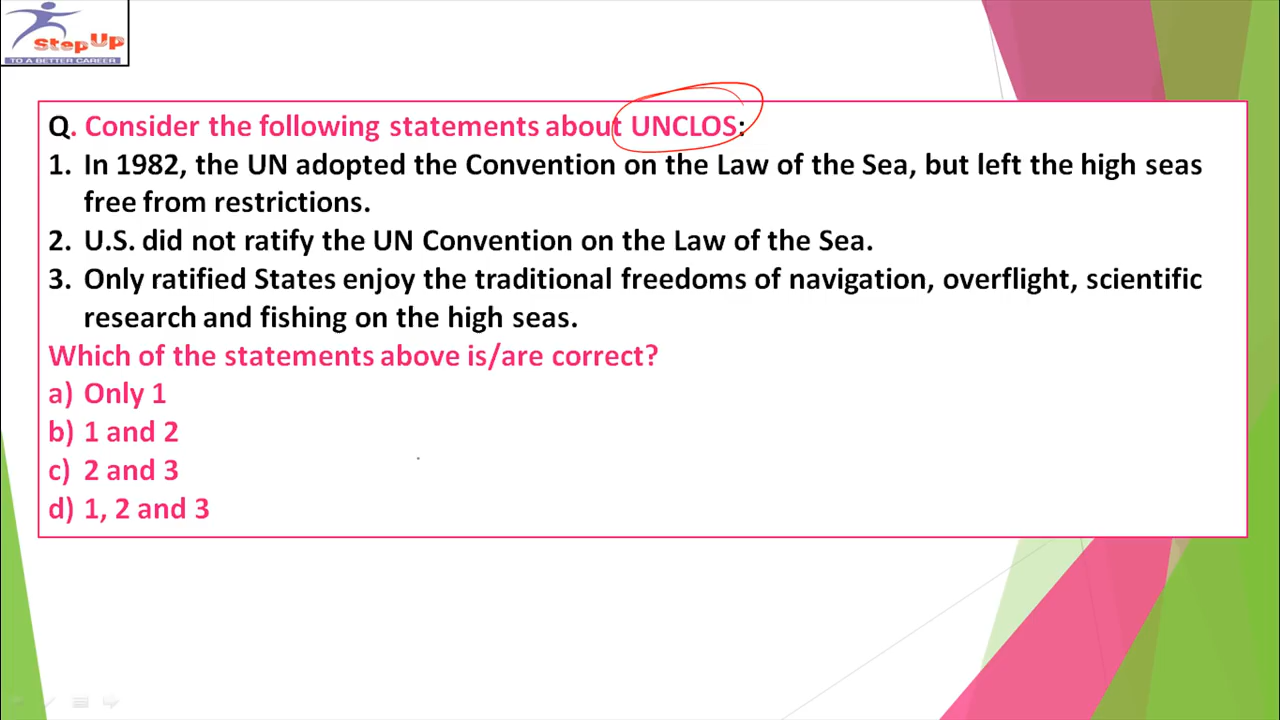 StepUp
TO A BETTER CAREER
Q. Consider the following statements about UNCLOS:
1. In 1982, the UN adopted the Convention on the Law of the Sea, but left the high seas
free from restrictions.
2. U.S. did not ratify the UN Convention on the Law of the Sea.
3. Only ratified States enjoy the traditional freedoms of navigation, overflight, scientific
research and fishing on the high seas.
Which of the statements above is/are correct?
a) Only 1
b) 1 and 2
c) 2 and 3
d) 1, 2 and 3